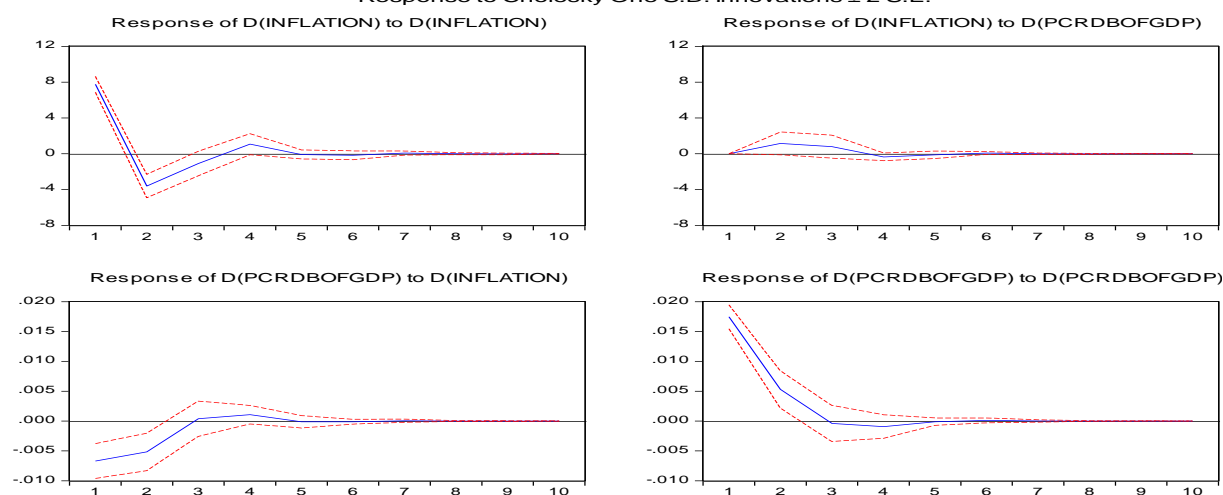 Response to Cholesky One S.D. Innovations ± 2 S.E.
Response of D(INFLATION) to D(INFLATION)
12
8
4
0
-4
-8
1 2 3 4 5 6 7 8 9 10
Response of D(INFLATION) to D(PCRDBOFGDP)
12
8
4
0
-4
-8
1 2 3 4 5 6 7 8 9 10
Response of D(PCRDBOFGDP) to D(INFLATION)
.020
.015
.010
.005
.000
-.005
-.010
1 2 3 4 5 6 7 8 9 10
Response of D(PCRDBOFGDP) to D(PCRDBOFGDP)
.020
.015
.010
.005
.000
-.005
-.010
1 2 3 4 5 6 7 8 9 10